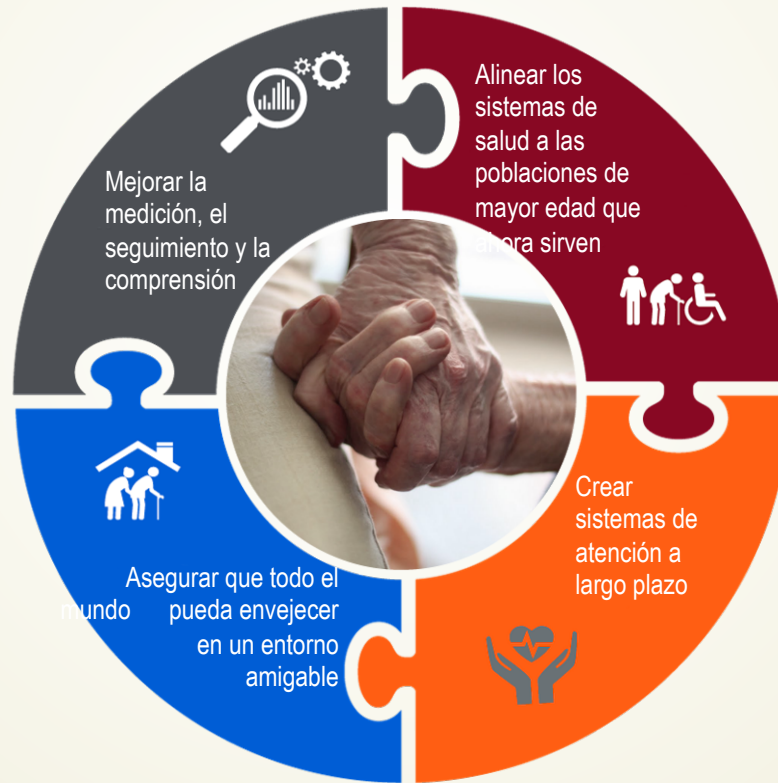 Mejorar la
medición, el
seguimiento y la
comprensión
Alinear los
sistemas de
salud a las
poblaciones de
mayor edad que
ahora sirven
Asegurar que todo el
mundo pueda envejecer
en un entorno
amigable
Crear
sistemas de
atención a
largo plazo